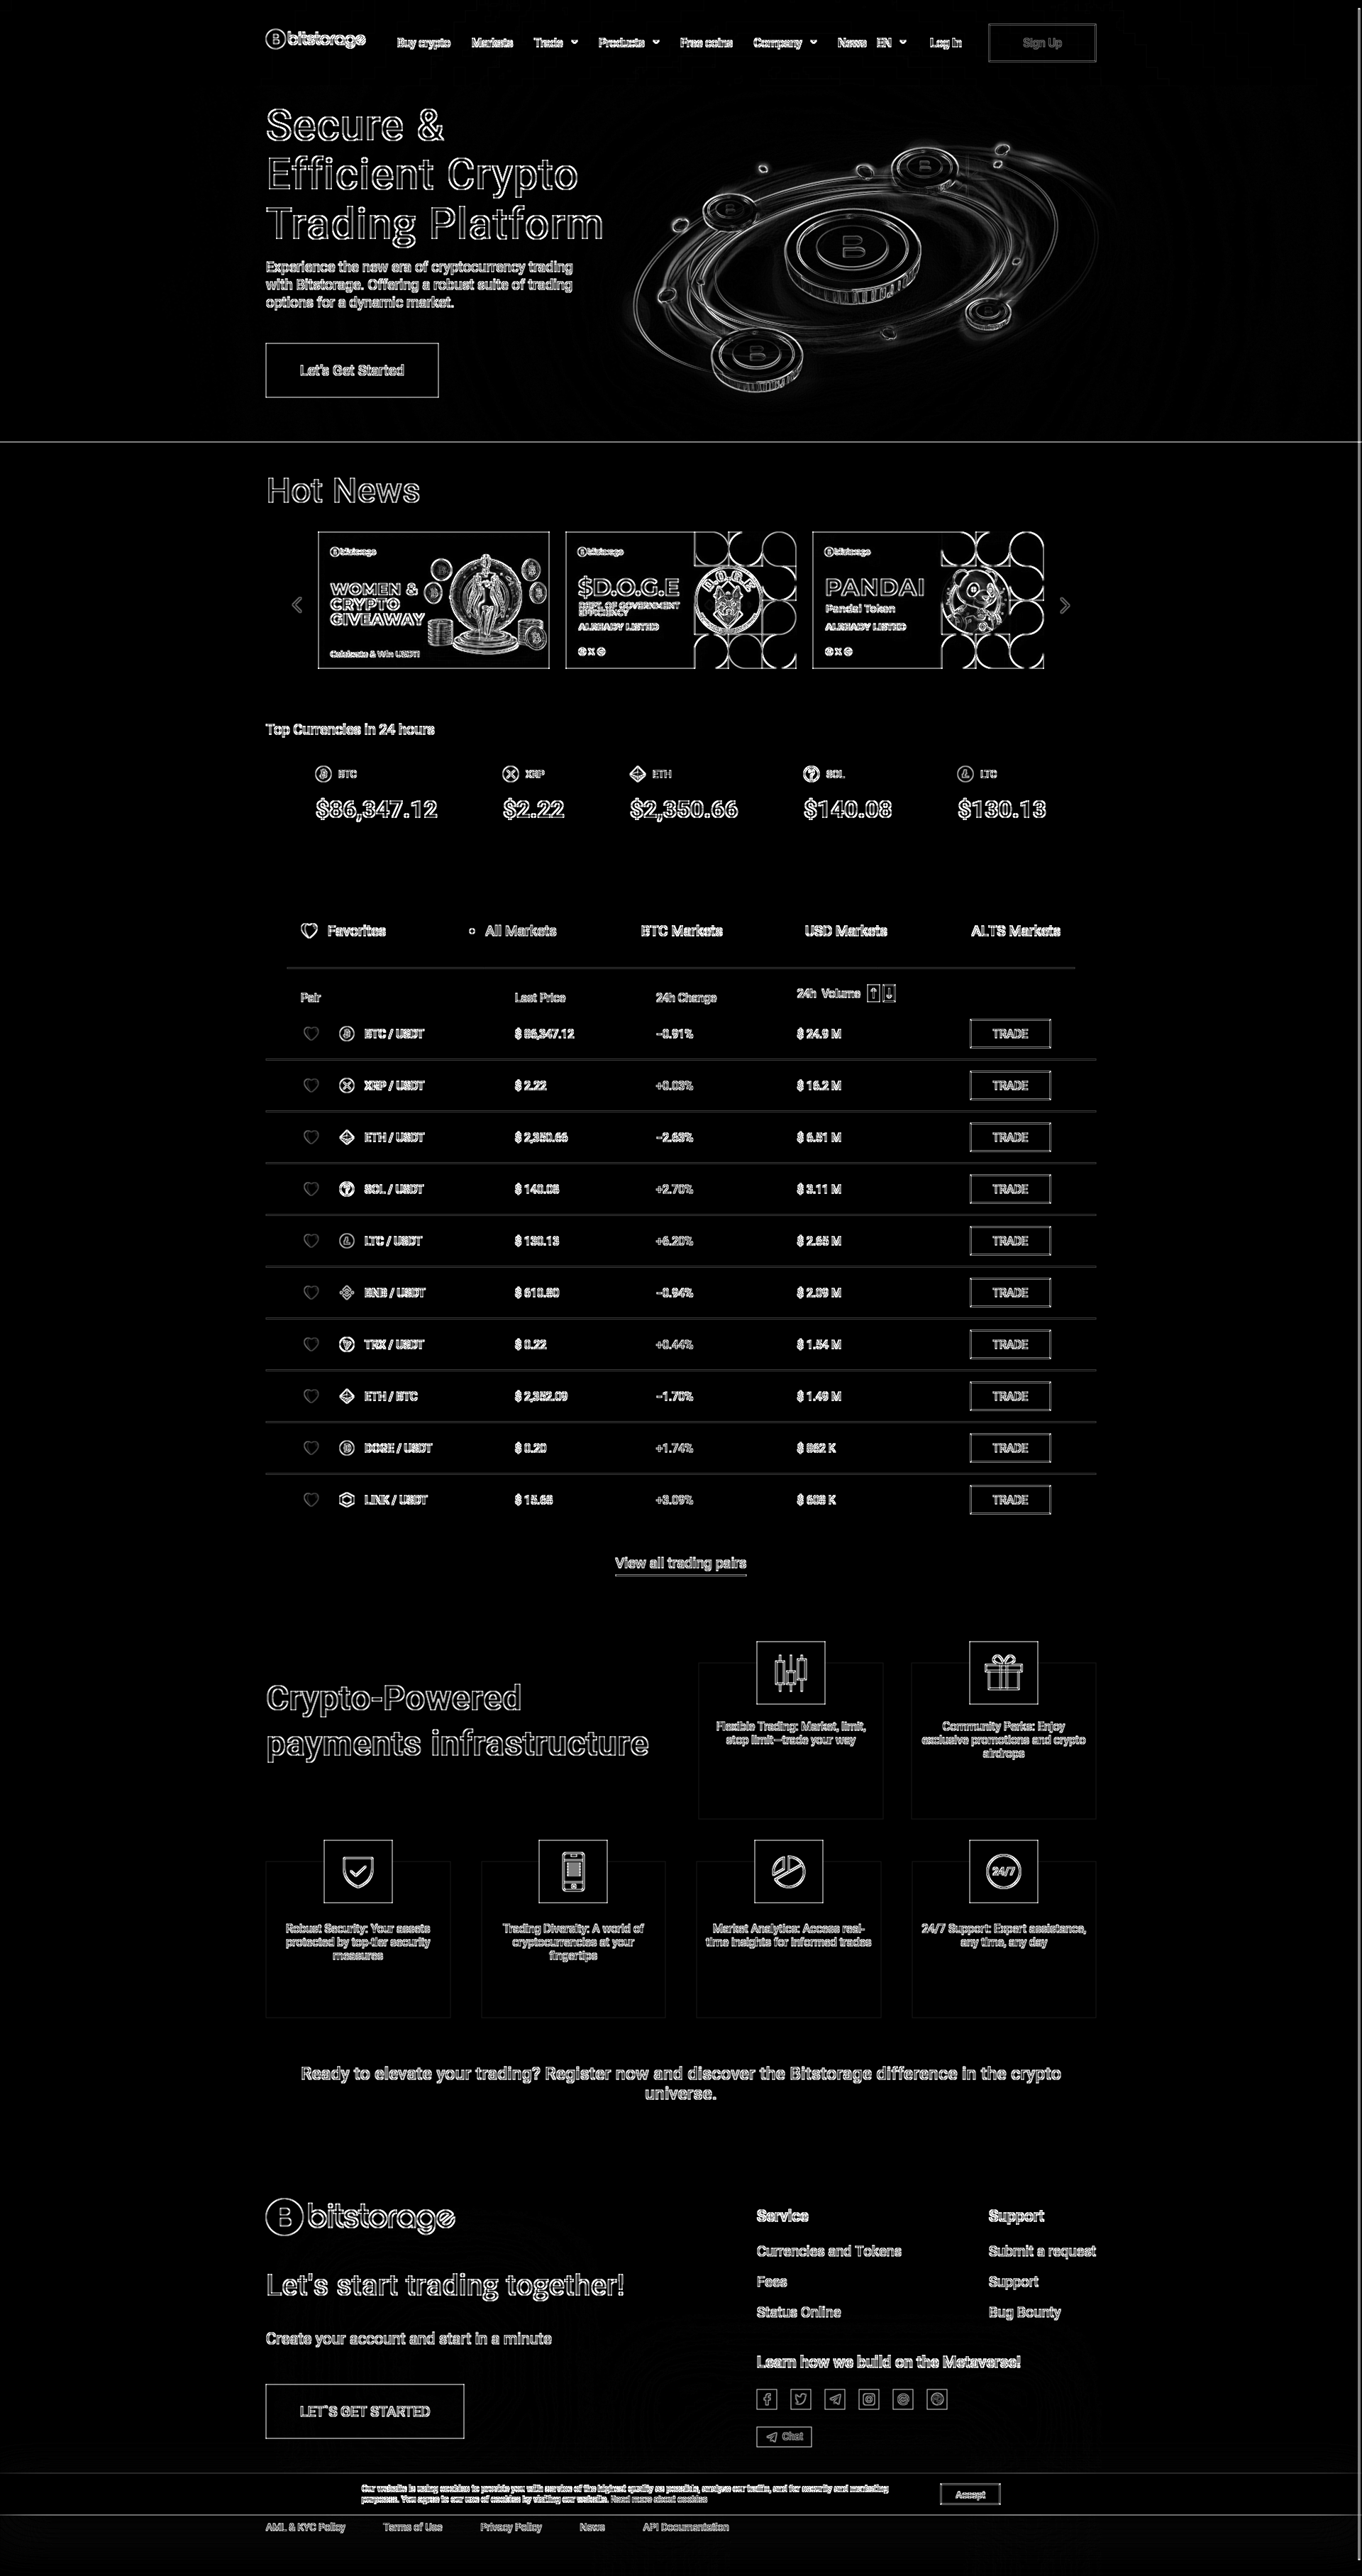 bitstorage
Buy crypto Markets Trade Products Free coins Company News EN Log In Sign Up
Secure &
Efficient Crypto
Trading Platform
Experience the new era of cryptocurrency trading
with Bitstorage. Offering a robust suite of trading
options for a dynamic market.
Let's Get Started
Hot News
bitstorage
WOMEN &
CRYPTO
GIVEAWAY
Celebrate & Win USDT!
bitstorage
$D.O.G.E
DEPT. OF GOVERNMENT
EFFICIENCY
ALREADY LISTED
D.O.G.E
bitstorage
PANDAI
Pandai Token
ALREADY LISTED
Top Currencies in 24 hours
BTC XRP ETH SOL LTC
$86,347.12 $2.22 $2,350.66 $140.08 $130.13
Favorites All Markets BTC Markets USD Markets ALTS Markets
Pair Last Price 24h Change 24h Volume
BTC / USDT $ 86,347.12 -0.91% $ 24.9 M TRADE
XRP / USDT $ 2.22 +0.03% $ 16.2 M TRADE
ETH / USDT $ 2,350.66 -2.63% $ 6.51 M TRADE
SOL / USDT $ 140.08 +2.70% $ 3.11 M TRADE
LTC / USDT $ 130.13 +6.20% $ 2.65 M TRADE
BNB / USDT $ 610.80 -0.94% $ 2.09 M TRADE
TRX / USDT $ 0.22 +0.44% $ 1.54 M TRADE
ETH / BTC $ 2,352.09 -1.70% $ 1.49 M TRADE
DOGE / USDT $ 0.20 +1.74% $ 862 K TRADE
LINK / USDT $ 15.68 +3.09% $ 608 K TRADE
View all trading pairs
Crypto-Powered
payments infrastructure
Flexible Trading: Market, limit,
stop limit—trade your way
Community Perks: Enjoy
exclusive promotions and crypto
airdrops
Robust Security: Your assets
protected by top-tier security
measures
Trading Diversity: A world of
cryptocurrencies at your
fingertips
Market Analytics: Access real-
time insights for informed trades
24/7
24/7 Support: Expert assistance,
any time, any day
Ready to elevate your trading? Register now and discover the Bitstorage difference in the crypto
universe.
bitstorage
Let's start trading together!
Create your account and start in a minute
LET`S GET STARTED
Service
Currencies and Tokens
Fees
Status Online
Support
Submit a request
Support
Bug Bounty
Learn how we build on the Metaverse!
Chat
Our website is using cookies to provide you with service of the highest quality as possible, analyse our traffic, and for security and marketing
purposes. You agree to our use of cookies by visiting our website. Read more about cookies
Accept
AML & KYC Policy Terms of Use Privacy Policy News API Documentation